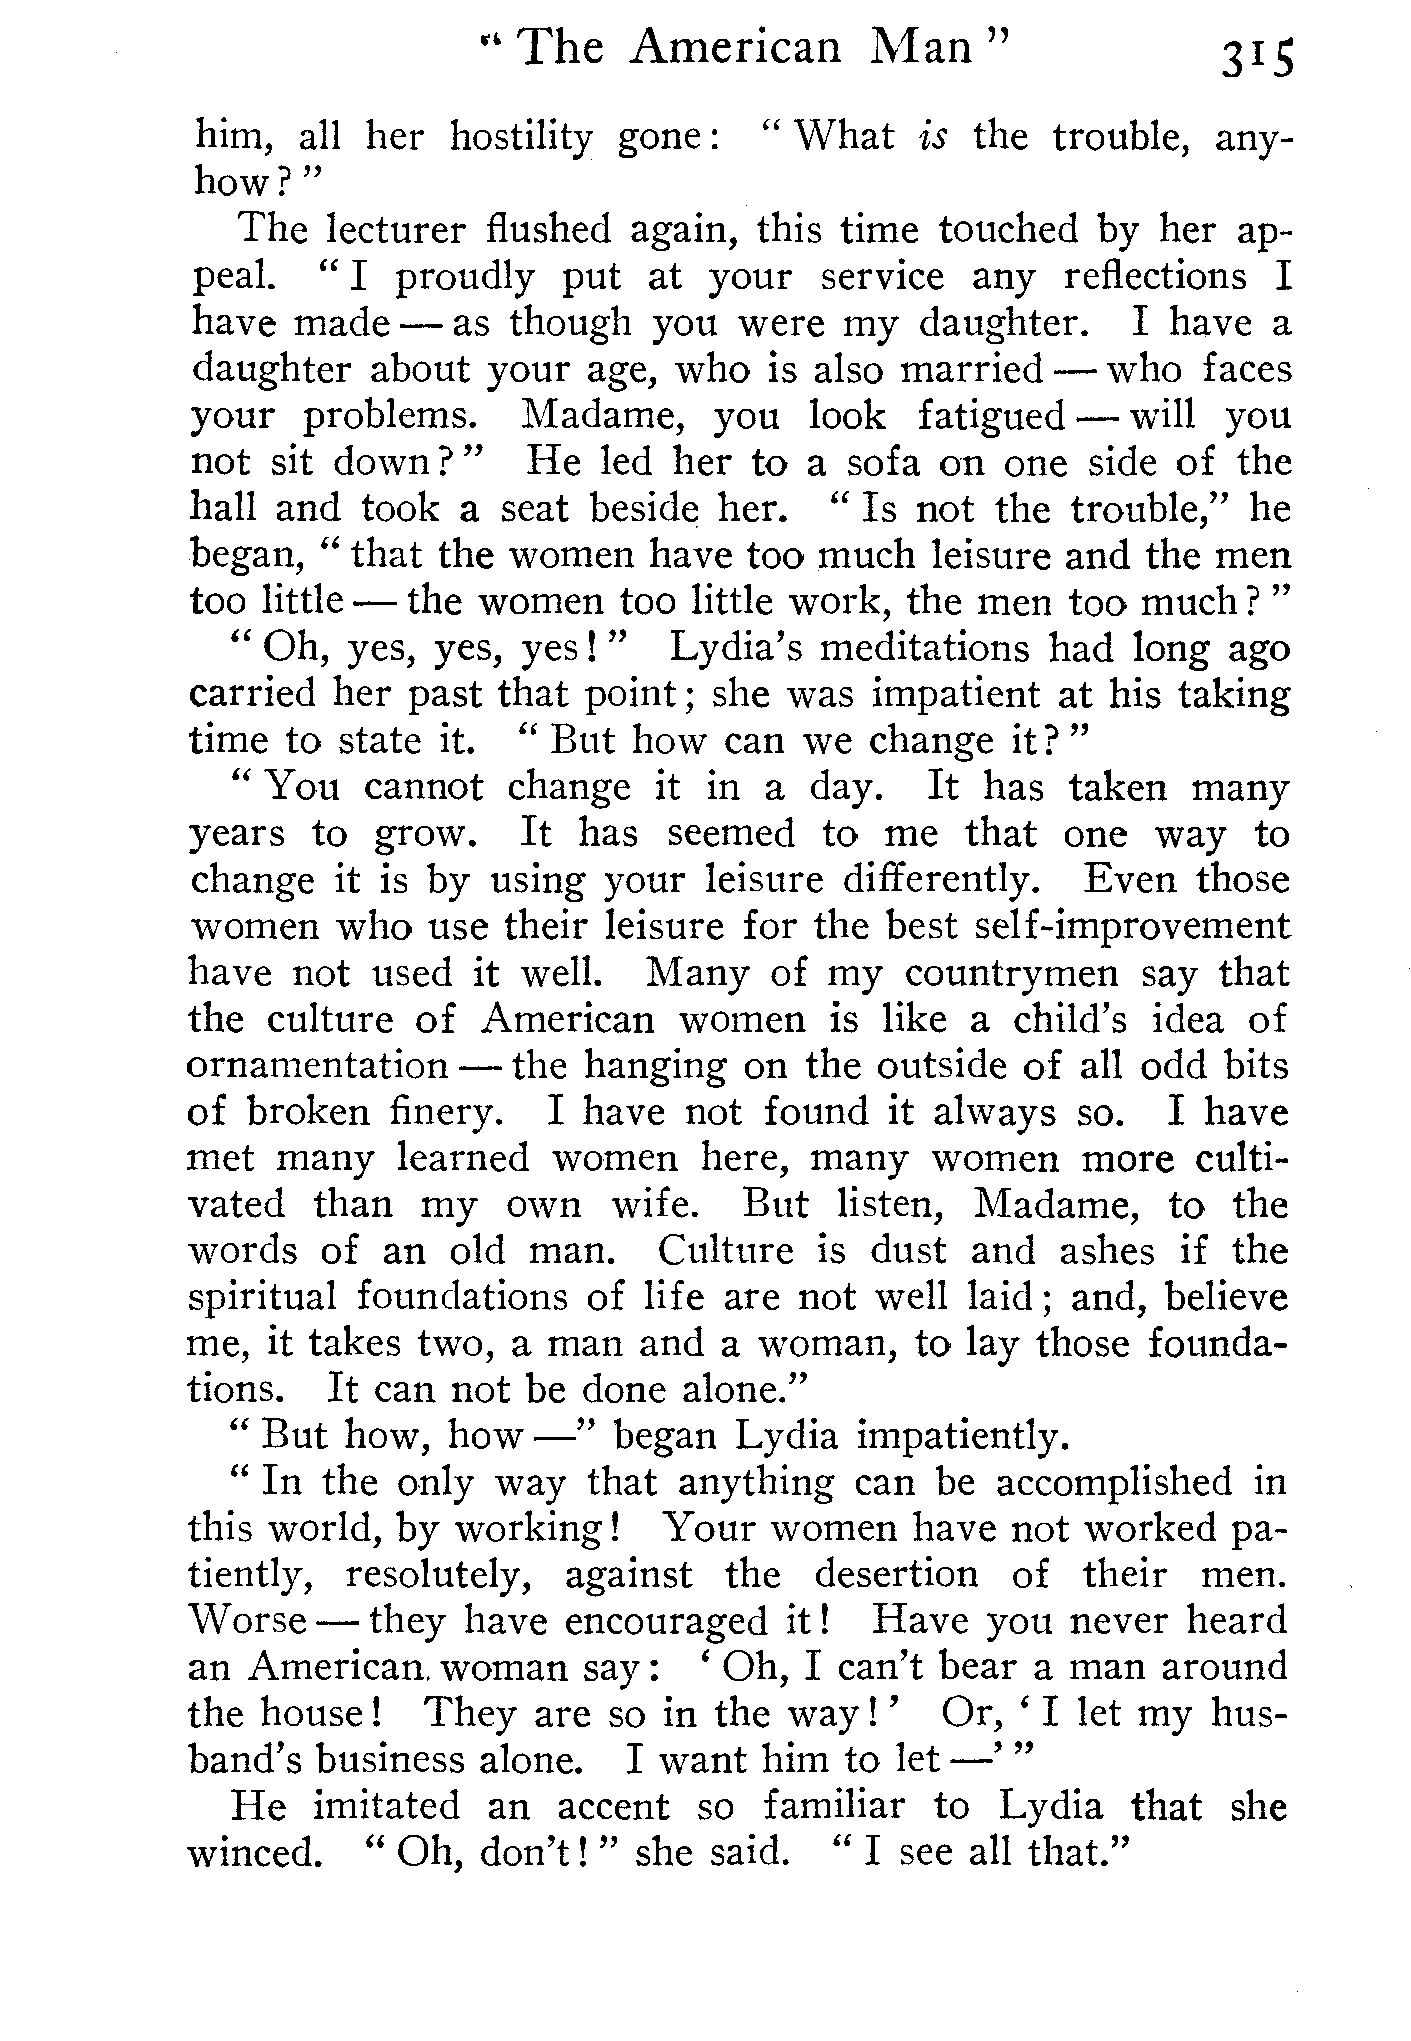 "The American Man" 315
him, all her hostility gone: "What is the trouble, any-
how?"
The lecturer flushed again, this time touched by her ap-
peal. "I proudly put at your service any reflections I
have made — as though you were my daughter. I have a
daughter about your age, who is also married — who faces
your problems. Madame, you look fatigued — will you
not sit down?" He led her to a sofa on one side of the
hall and took a seat beside her. "Is not the trouble," he
began, "that the women have too much leisure and the men
too little — the women too little work, the men too much?"
"Oh, yes, yes, yes!" Lydia's meditations had long ago
carried her past that point; she was impatient at his taking
time to state it. "But how can we change it?"
"You cannot change it in a day. It has taken many
years to grow. It has seemed to me that one way to
change it is by using your leisure differently. Even those
women who use their leisure for the best self-improvement
have not used it well. Many of my countrymen say that
the culture of American women is like a child's idea of
ornamentation — the hanging on the outside of all odd bits
of broken finery. I have not found it always so. I have
met many learned women here, many women more culti-
vated than my own wife. But listen, Madame, to the
words of an old man. Culture is dust and ashes if the
spiritual foundations of life are not well laid; and, believe
me, it takes two, a man and a woman, to lay those founda-
tions. It can not be done alone."
"But how, how —" began Lydia impatiently.
"In the only way that anything can be accomplished in
this world, by working! Your women have not worked pa-
tiently, resolutely, against the desertion of their men.
Worse — they have encouraged it! Have you never heard
an American woman say: 'Oh, I can't bear a man around
the house! They are so in the way!' Or, 'I let my hus-
band's business alone. I want him to let —'"
He imitated an accent so familiar to Lydia that she
winced. "Oh, don't!" she said. "I see all that."